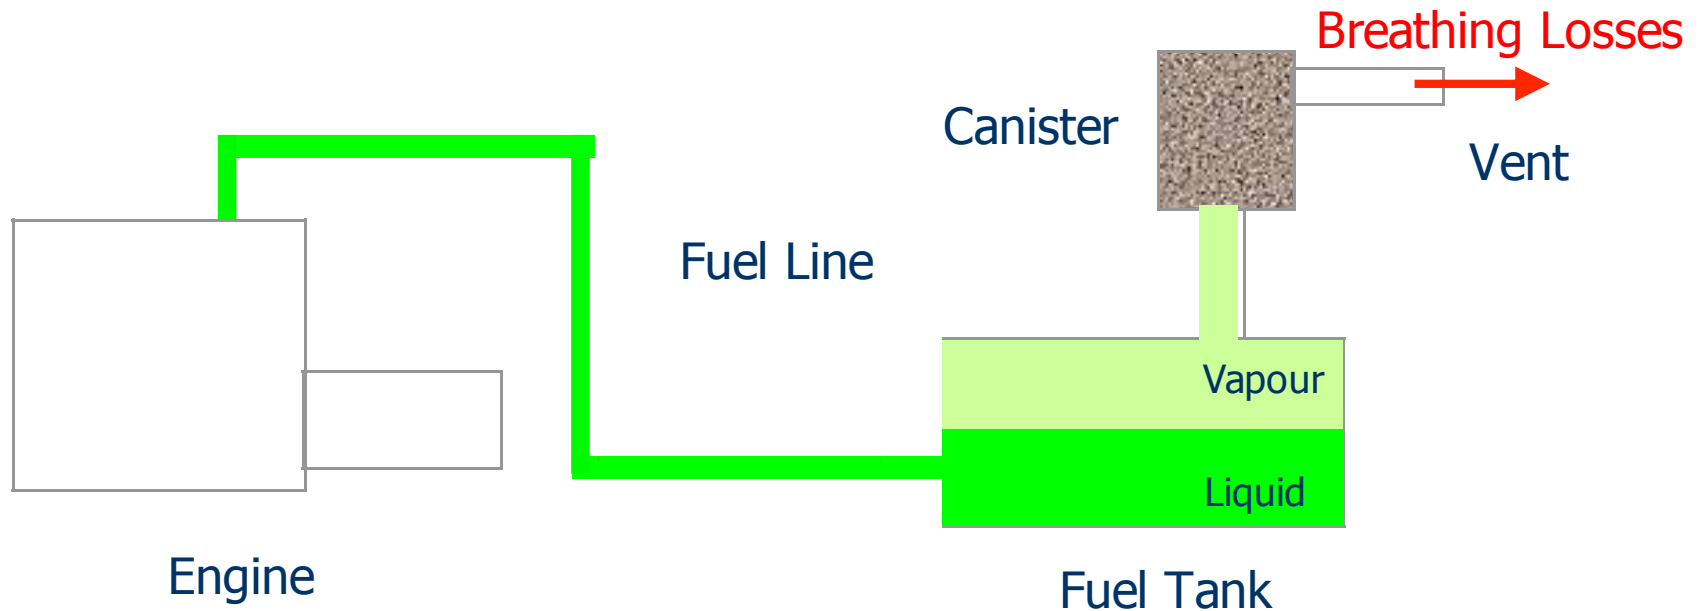 Breathing Losses
Canister
Vent
Fuel Line
Vapour
Liquid
Engine
Fuel Tank